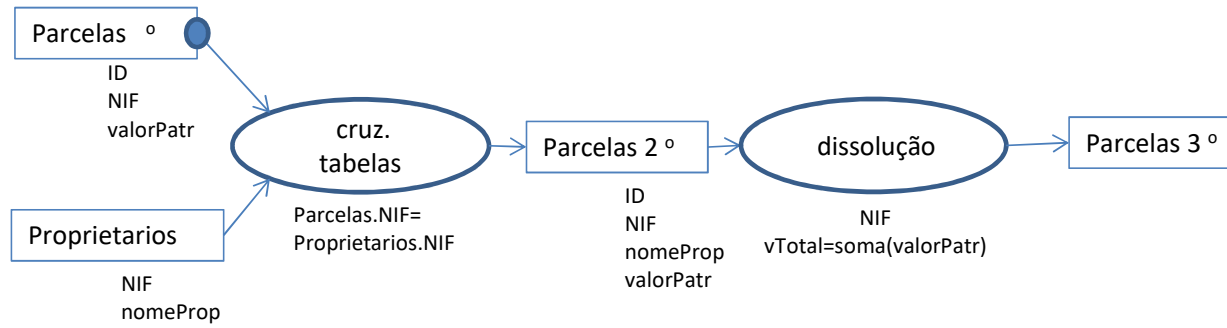 Parcelas o
ID
NIF
valorPatr
Proprietarios
NIF
nomeProp
cruz.
tabelas
Parcelas.NIF=
Proprietarios.NIF
Parcelas 2 o
ID
NIF
nomeProp
valorPatr
dissolução
NIF
vTotal=soma(valorPatr)
Parcelas 3 o